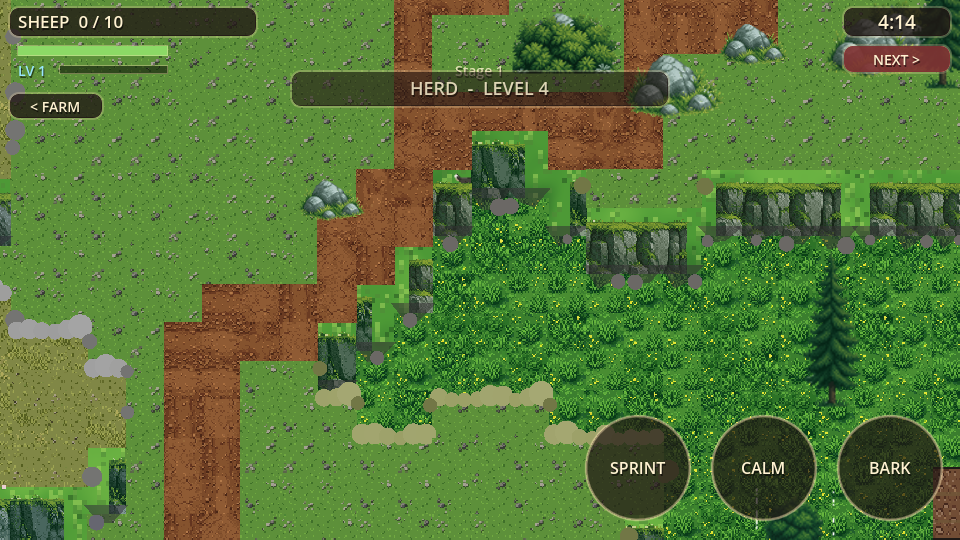 SHEEP 0 / 10
4:14
NEXT >
LV 1
Stage 1
HERD - LEVEL 4
< FARM
SPRINT
CALM
BARK